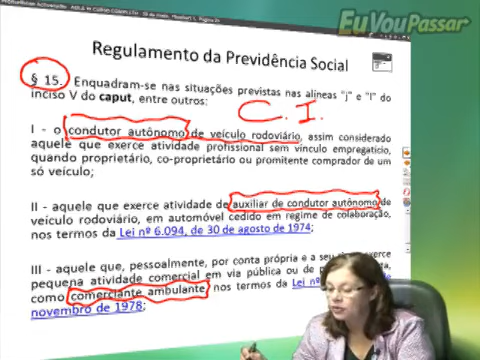 EuVouPassar
Regulamento da Previdência Social
§ 15. Enquadram-se nas situações previstas nas alíneas "j" e "l" do
inciso V do caput, entre outros:
C.I.
I - o condutor autônomo de veículo rodoviário, assim considerado
aquele que exerce atividade profissional sem vínculo empregatício,
quando proprietário, co-proprietário ou promitente comprador de um
só veículo;
II - aquele que exerce atividade de auxiliar de condutor autônomo de
veículo rodoviário, em automóvel cedido em regime de colaboração,
nos termos da Lei nº 6.094, de 30 de agosto de 1974;
III - aquele que, pessoalmente, por conta própria e a seu exerce
pequena atividade comercial em via pública ou de
como comerciante ambulante nos termos da Lei nº
novembro de 1978;